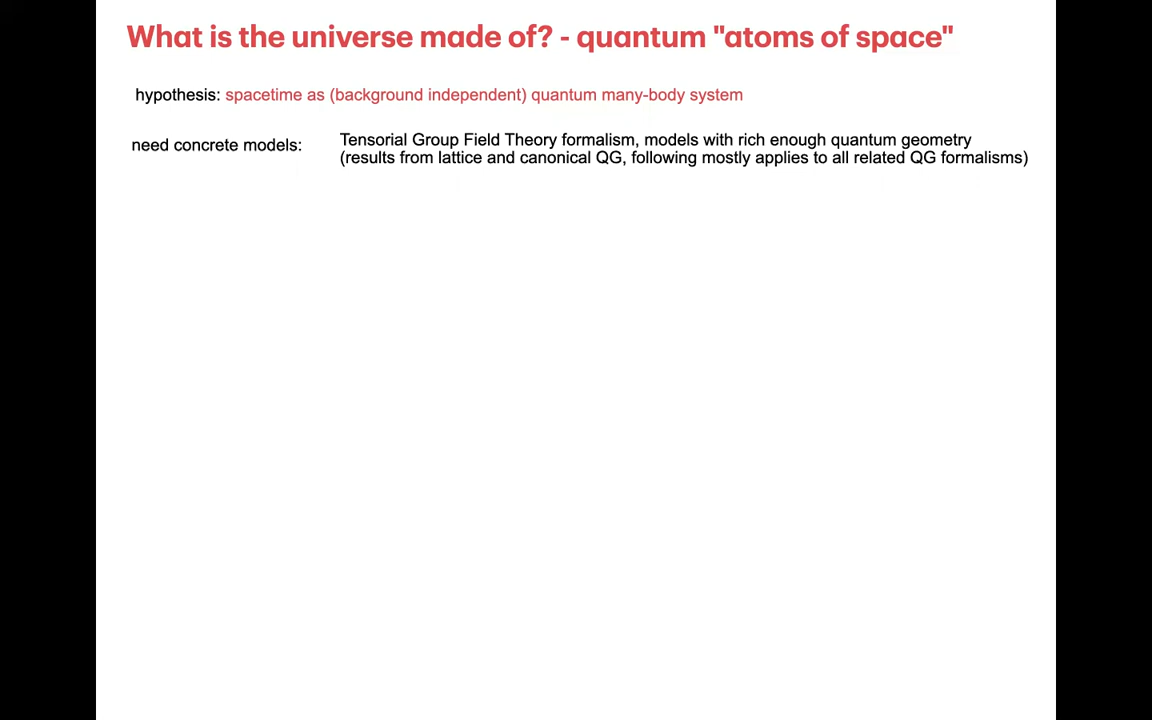 What is the universe made of? - quantum "atoms of space"
hypothesis: spacetime as (background independent) quantum many-body system
need concrete models:
Tensorial Group Field Theory formalism, models with rich enough quantum geometry
(results from lattice and canonical QG, following mostly applies to all related QG formalisms)